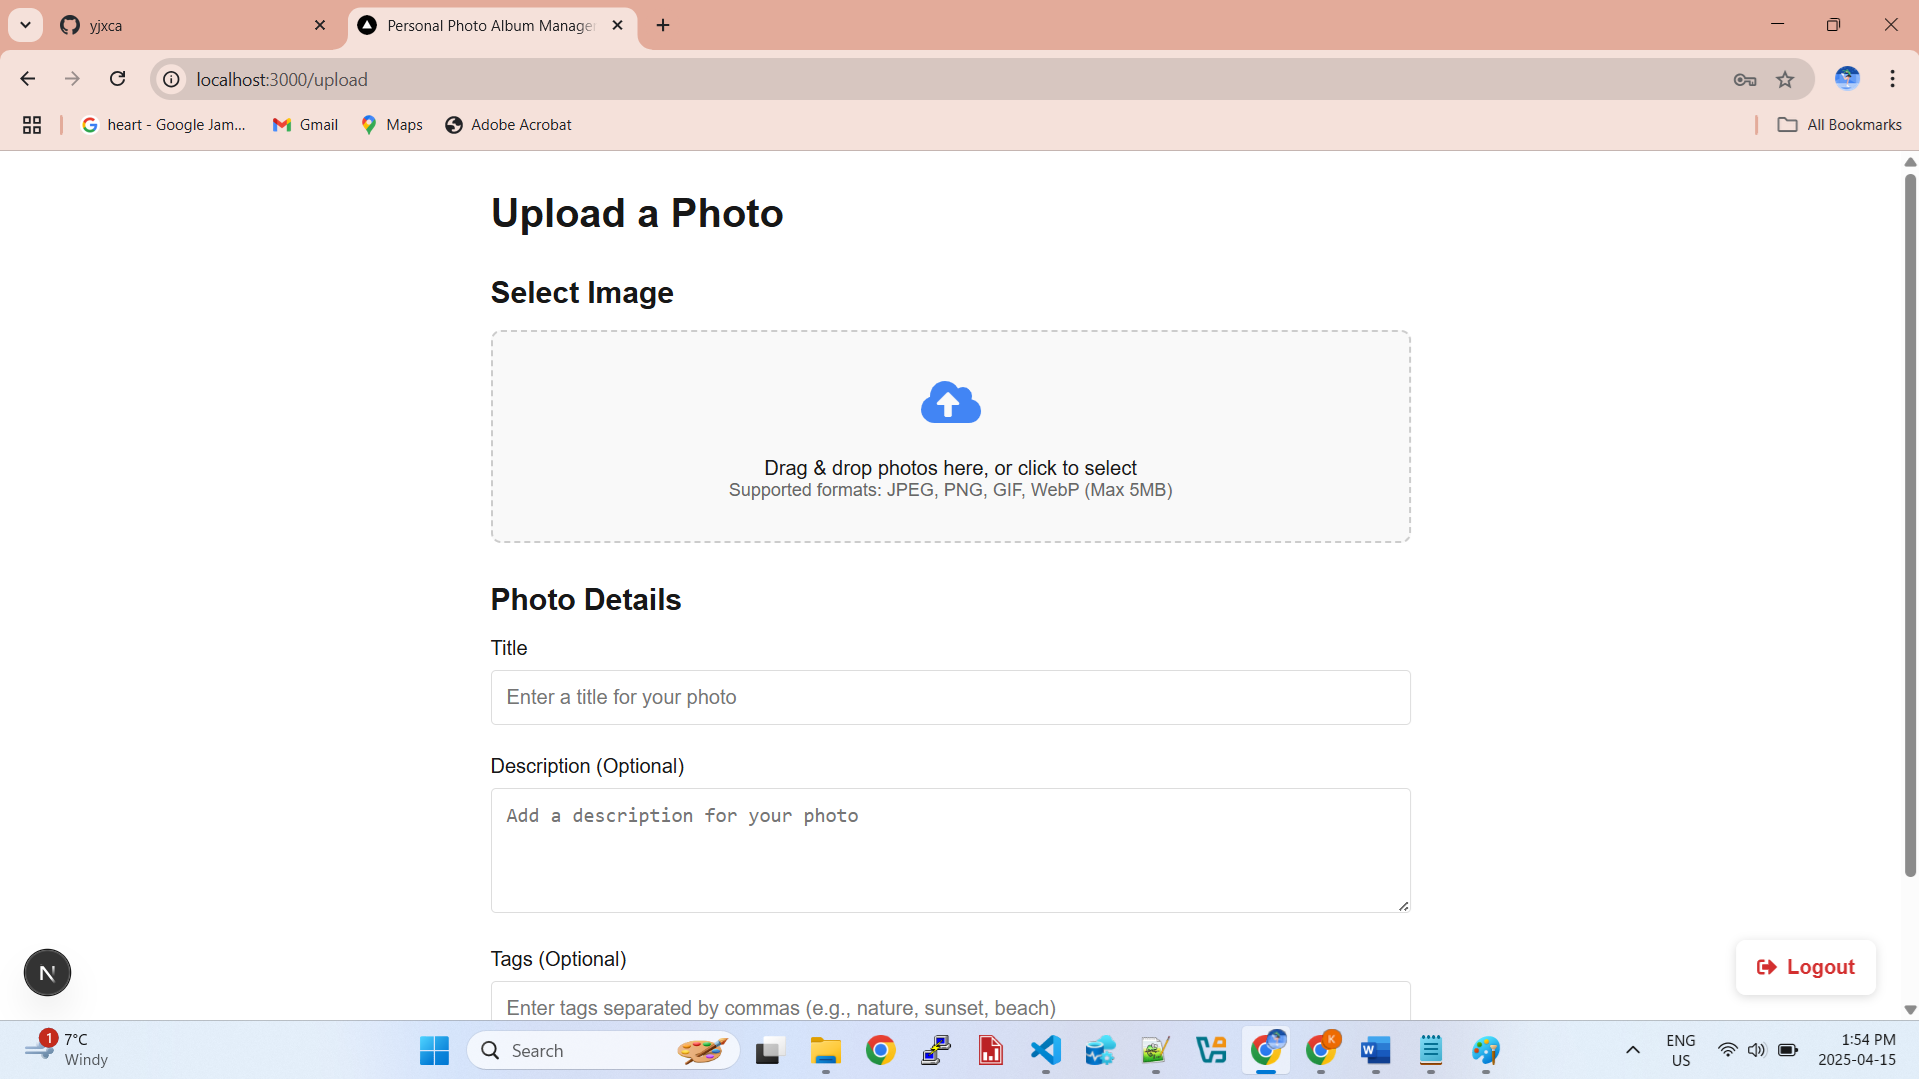 yjxca
Personal Photo Album Manage
localhost:3000/upload
heart - Google Jam...
Gmail
Maps
Adobe Acrobat
All Bookmarks
Upload a Photo
Select Image
Drag & drop photos here, or click to select
Supported formats: JPEG, PNG, GIF, WebP (Max 5MB)
Photo Details
Title
Enter a title for your photo
Description (Optional)
Add a description for your photo
Tags (Optional)
Enter tags separated by commas (e.g., nature, sunset, beach)
N
Logout
1
7°C
Windy
Search
K
W
ENG
US
1:54 PM
2025-04-15